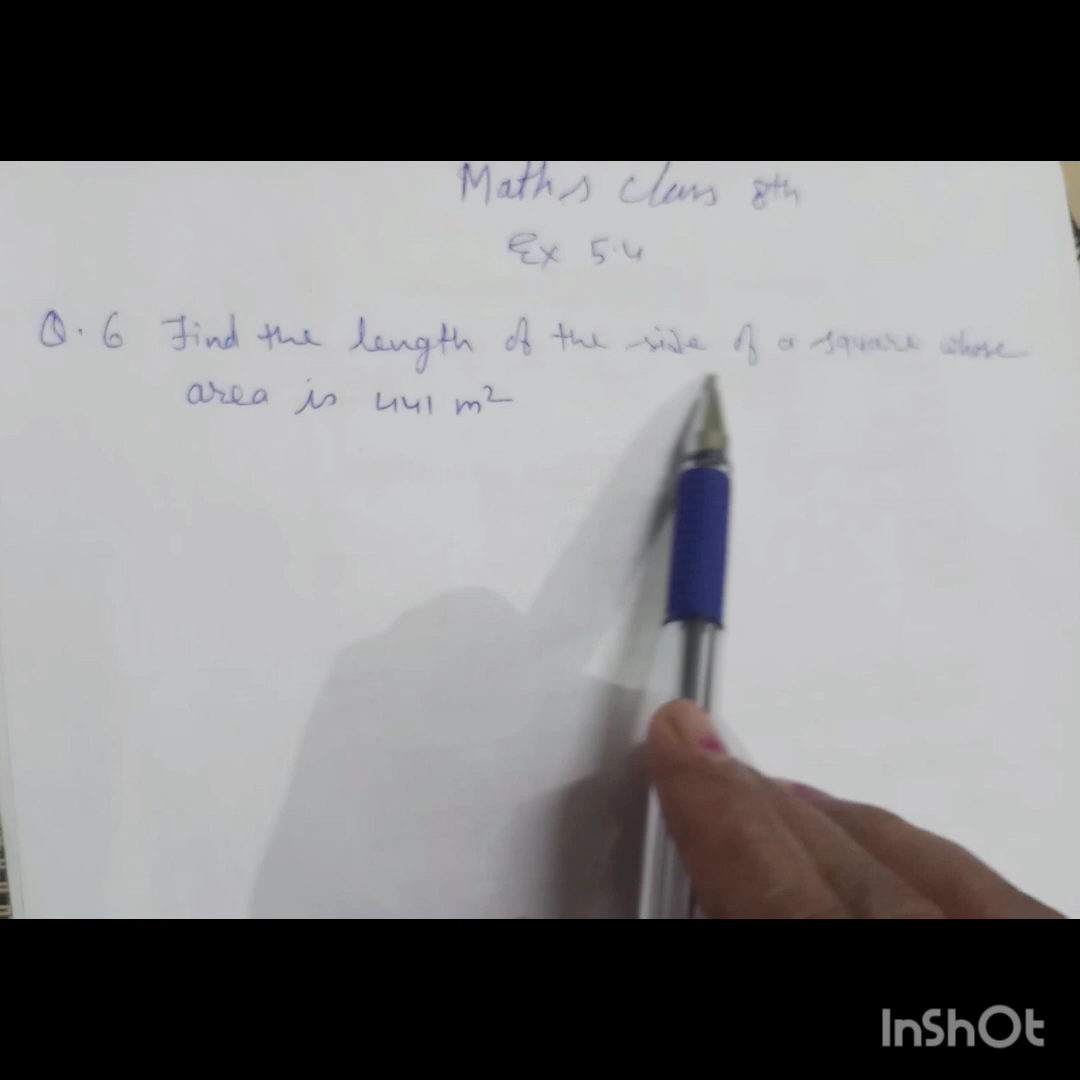 Maths Class 8th
Ex 5.4
Q.6 Find the length of the side of a square whose
area is 441 m²
InShOt